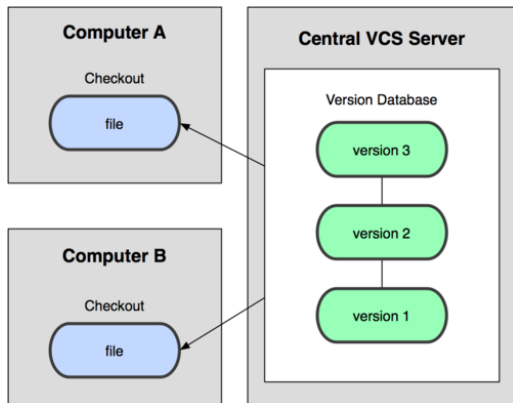 Computer A
Checkout
file
Computer B
Checkout
file
Central VCS Server
Version Database
version 3
version 2
version 1